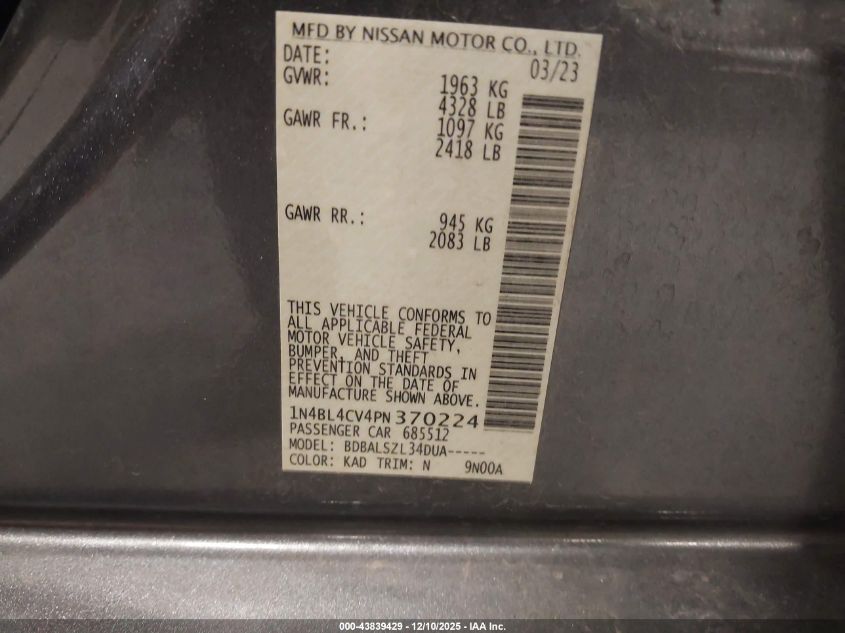 MFD BY NISSAN MOTOR CO., LTD.
DATE: 03/23
GVWR: 1963 KG
4328 LB
GAWR FR.: 1097 KG
2418 LB
GAWR RR.: 945 KG
2083 LB
THIS VEHICLE CONFORMS TO
ALL APPLICABLE FEDERAL
MOTOR VEHICLE SAFETY,
BUMPER, AND THEFT
PREVENTION STANDARDS IN
EFFECT ON THE DATE OF
MANUFACTURE SHOWN ABOVE.
1N4BL4CV4PN370224
PASSENGER CAR 685512
MODEL: BDBALSZL34DUA-----
COLOR: KAD TRIM: N 9N00A
000-43839429 - 12/10/2025 - IAA Inc.